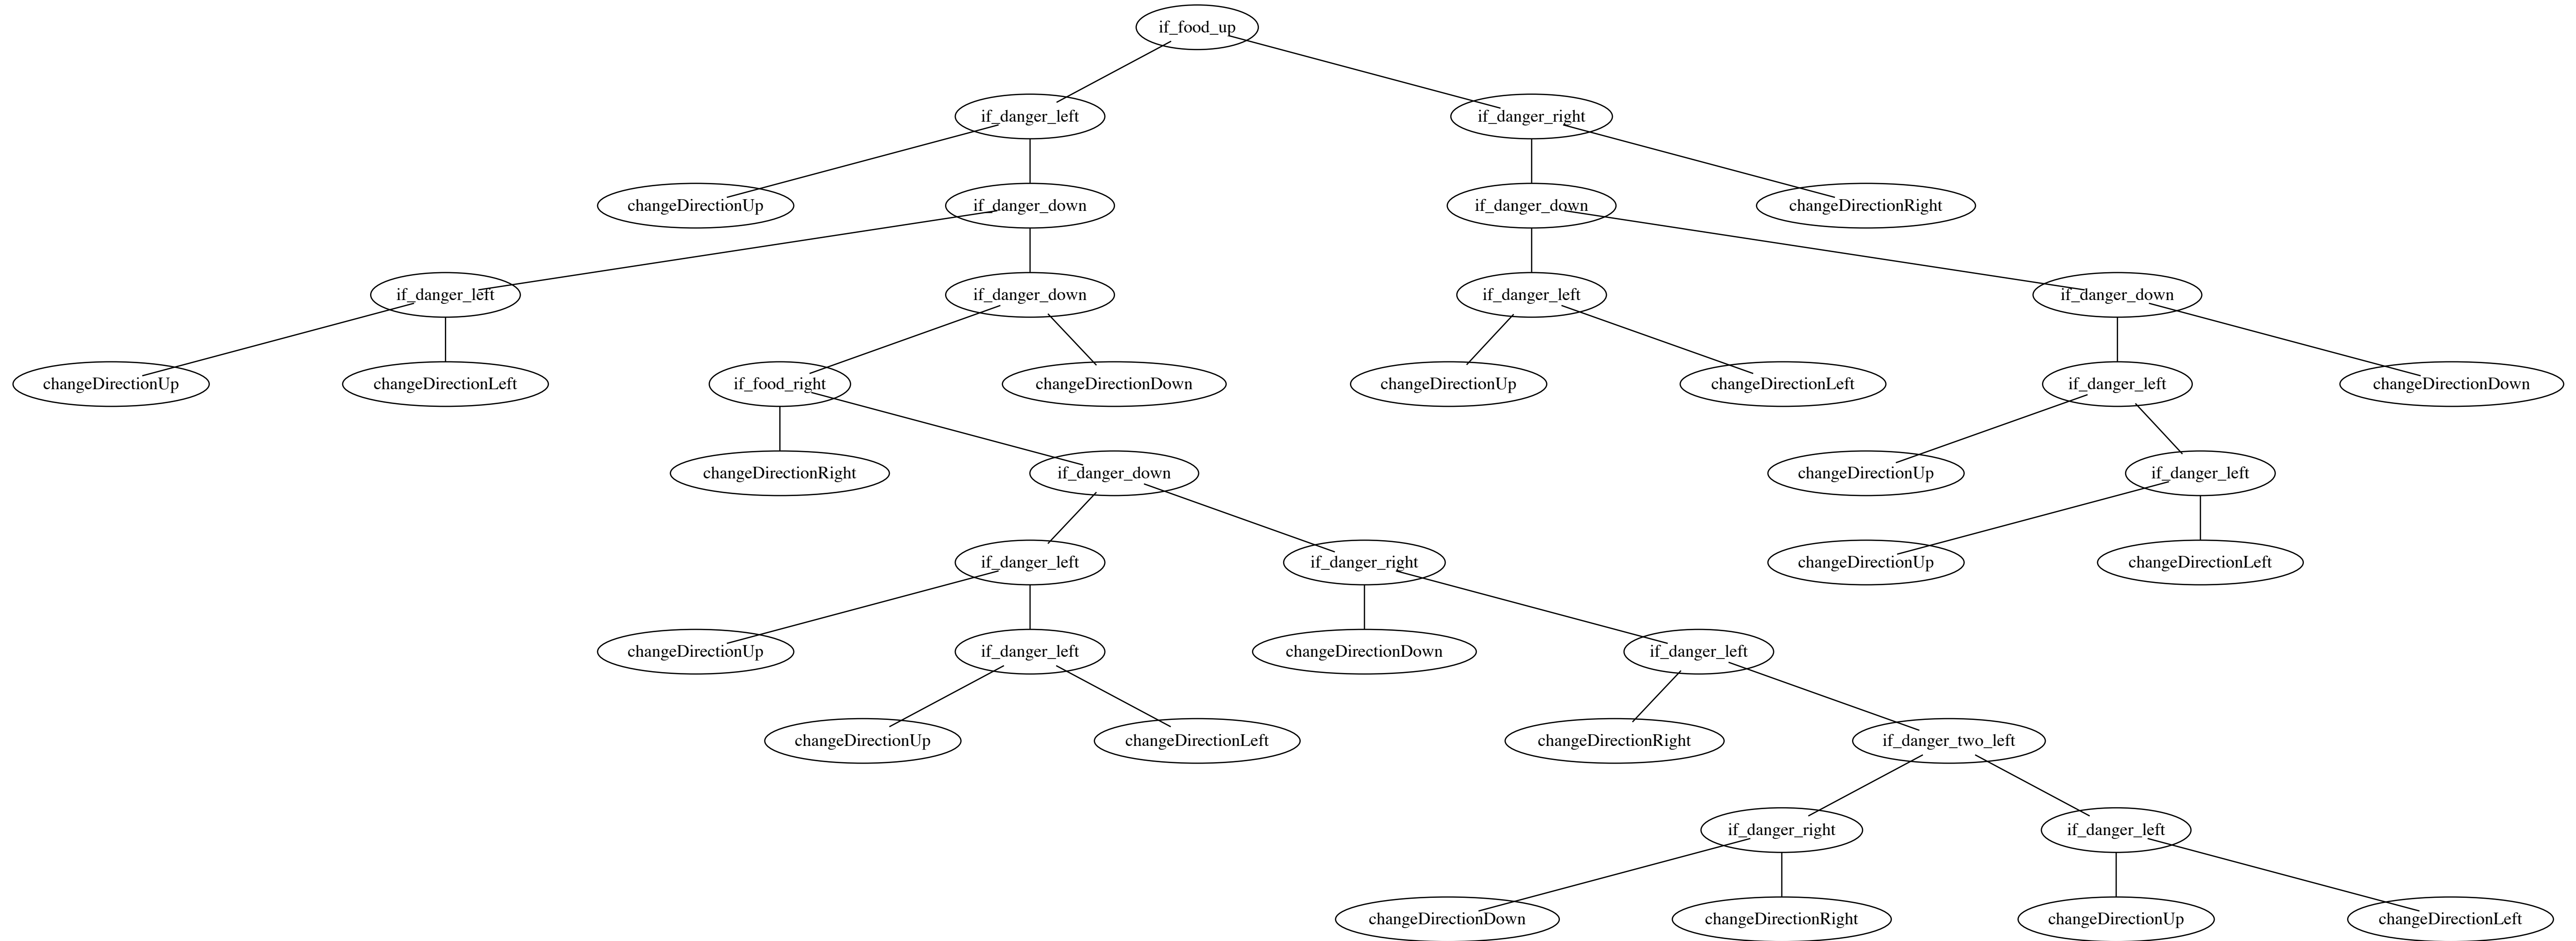 if_food_up
if_danger_left
if_danger_right
changeDirectionUp
if_danger_down
if_danger_down
changeDirectionRight
if_danger_left
if_danger_down
if_danger_left
if_danger_down
changeDirectionUp
changeDirectionLeft
if_food_right
changeDirectionDown
changeDirectionUp
changeDirectionLeft
if_danger_left
changeDirectionDown
changeDirectionRight
if_danger_down
changeDirectionUp
if_danger_left
if_danger_left
if_danger_right
changeDirectionUp
changeDirectionLeft
changeDirectionUp
if_danger_left
changeDirectionDown
if_danger_left
changeDirectionUp
changeDirectionLeft
changeDirectionRight
if_danger_two_left
if_danger_right
if_danger_left
changeDirectionDown
changeDirectionRight
changeDirectionUp
changeDirectionLeft